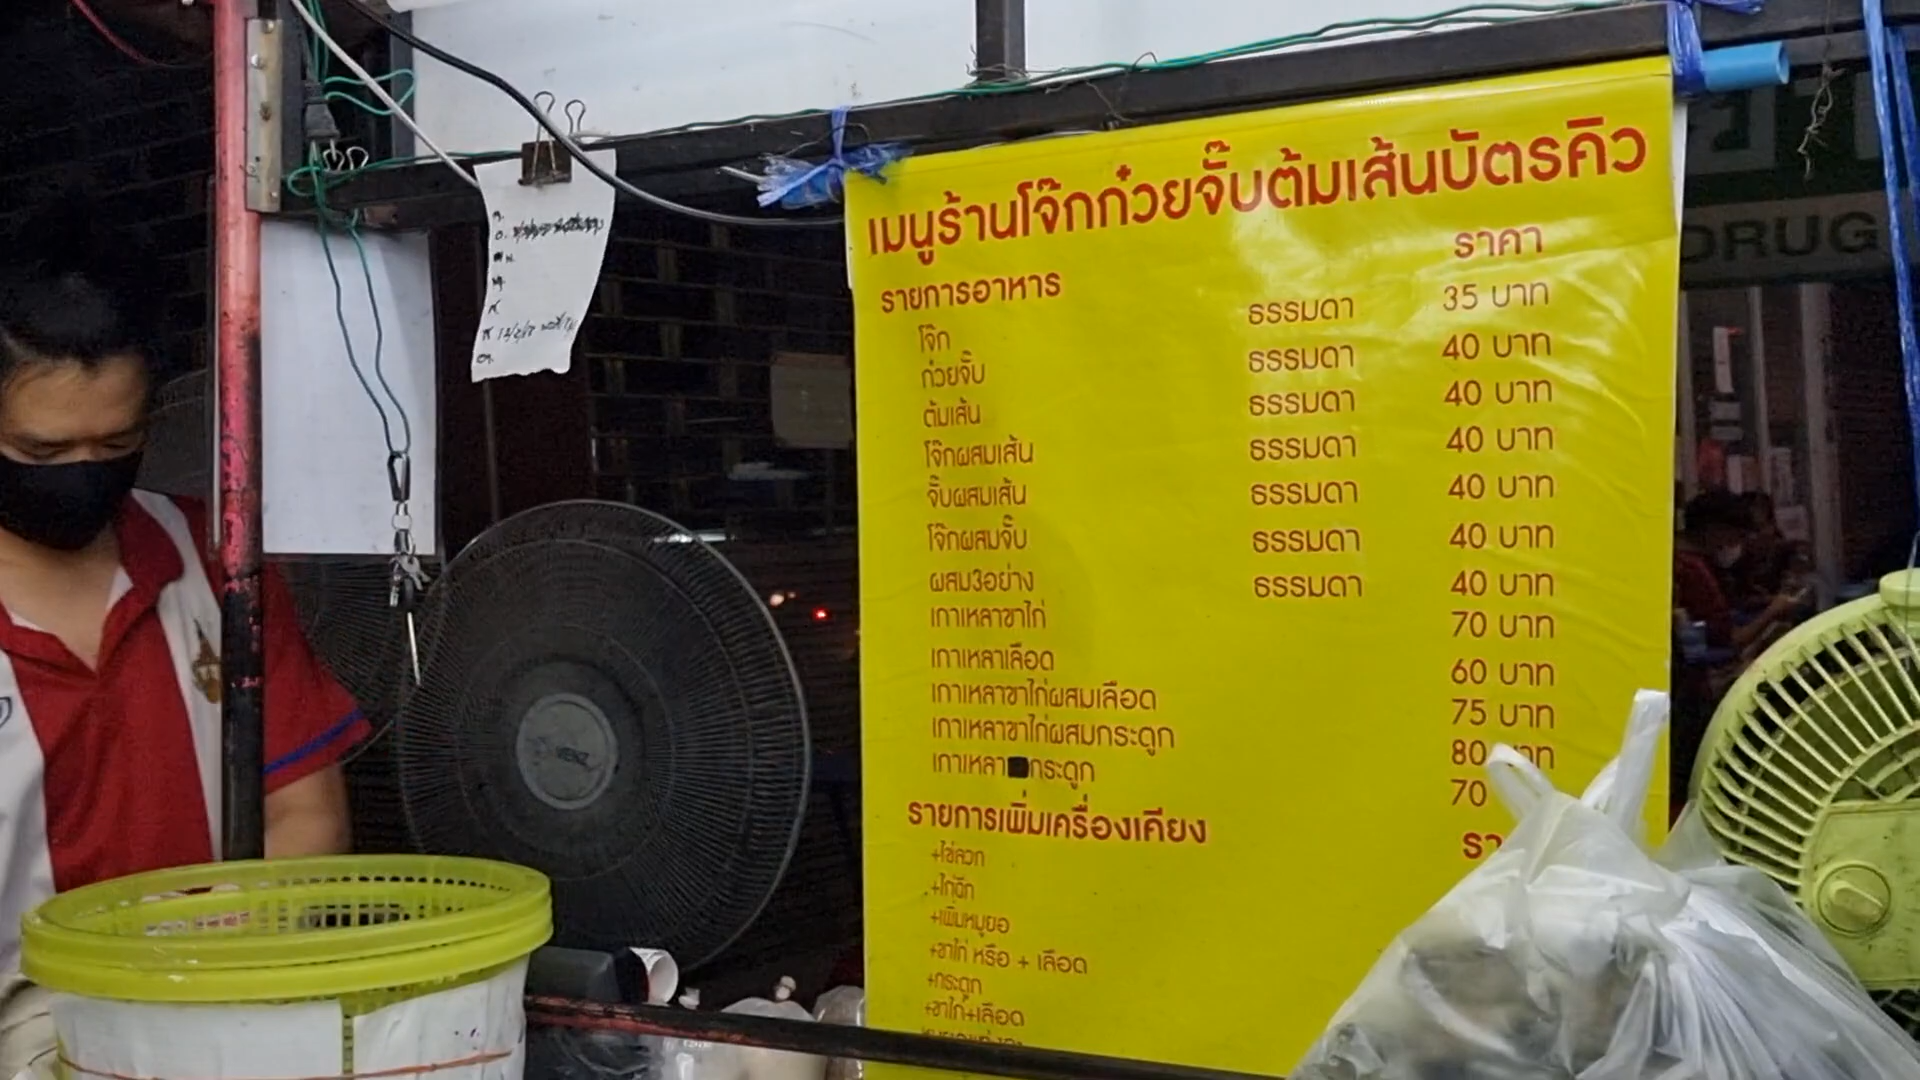 เมนูร้านโจ๊กก๋วยจั๊บต้มเส้นบัตรคิว
รายการอาหาร ราคา
โจ๊ก ธรรมดา 35 บาท
ก๋วยจั๊บ ธรรมดา 40 บาท
ต้มเส้น ธรรมดา 40 บาท
โจ๊กผสมเส้น ธรรมดา 40 บาท
จั๊บผสมเส้น ธรรมดา 40 บาท
โจ๊กผสมจั๊บ ธรรมดา 40 บาท
ผสม3อย่าง ธรรมดา 40 บาท
เกาเหลาขาไก่ 70 บาท
เกาเหลาเลือด 60 บาท
เกาเหลาขาไก่ผสมเลือด 75 บาท
เกาเหลาขาไก่ผสมกระดูก 80
เกาเหลา กระดูก 70
รายการเพิ่มเครื่องเคียง
+ไข่ลวก
+ไก่ฉีก
+เพิ่มหมูยอ
+ขาไก่ หรือ + เลือด
+กระดูก
+ขาไก่+เลือด
DRUG